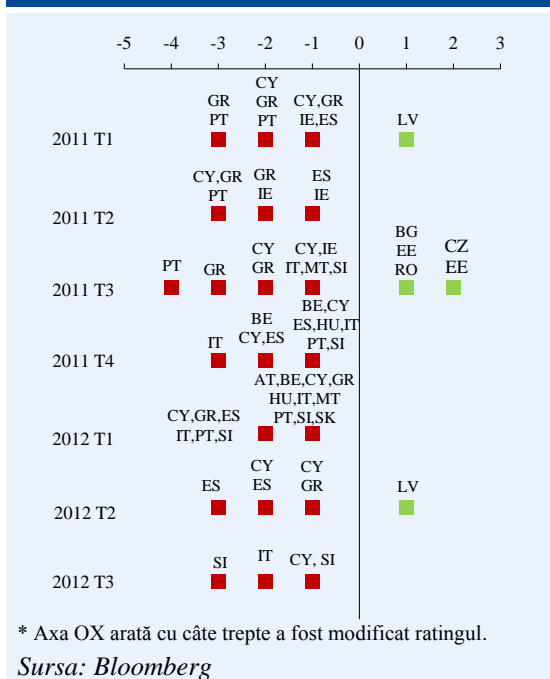 -5 -4 -3 -2 -1 0 1 2 3
CY
GR GR CY,GR
PT PT IE,ES LV
2011 T1
CY,GR GR ES
PT IE IE
2011 T2
BG
CY CY,IE EE CZ
PT GR GR IT,MT,SI RO EE
2011 T3
BE,CY
BE ES,HU,IT
IT CY,ES PT,SI
2011 T4
AT,BE,CY,GR
HU,IT,MT
CY,GR,ES PT,SI,SK
IT,PT,SI
2012 T1
CY CY
ES ES GR LV
2012 T2
SI IT CY, SI
2012 T3
* Axa OX arată cu câte trepte a fost modificat ratingul.
Sursa: Bloomberg